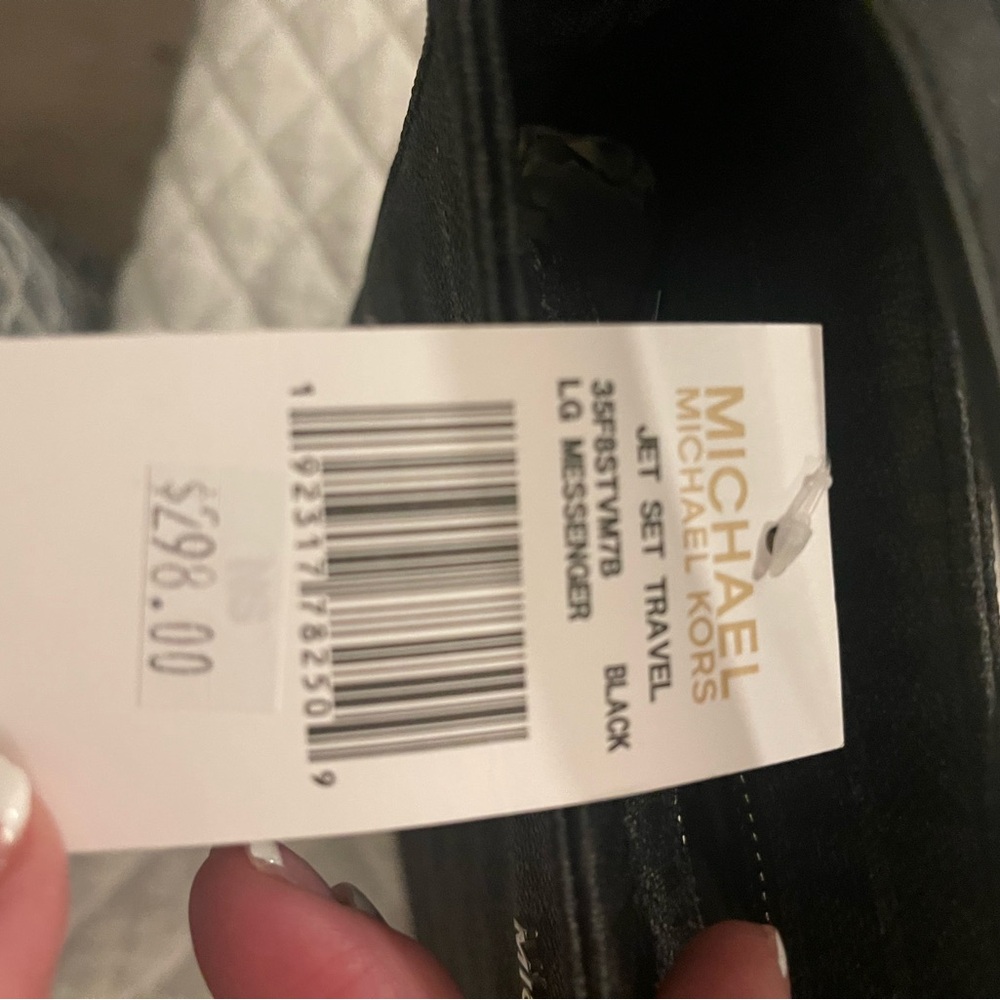 MICHAEL
MICHAEL KORS
JET SET TRAVEL
35F8STVM7B BLACK
LG MESSENGER
1 92317 78250 9
$298.00